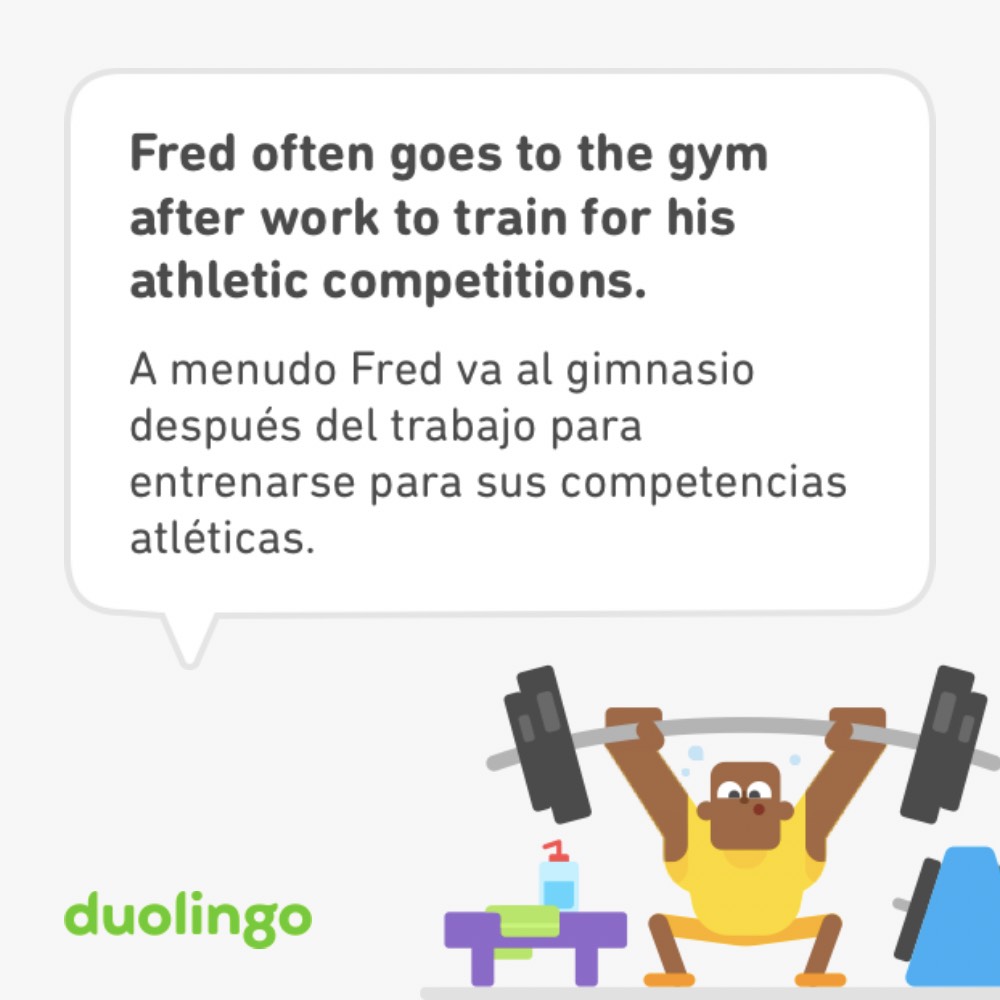 Fred often goes to the gym
after work to train for his
athletic competitions.
A menudo Fred va al gimnasio
después del trabajo para
entrenarse para sus competencias
atléticas.
duolingo